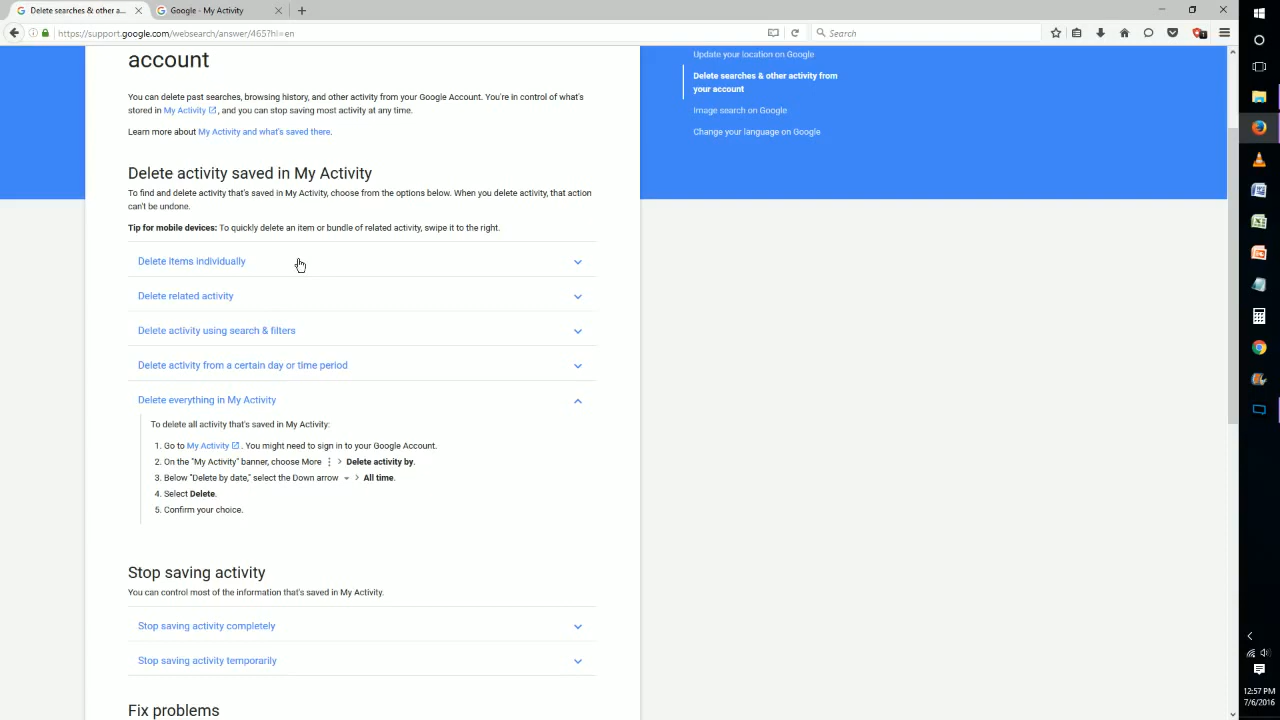 Delete searches & other a...
Google - My Activity
https://support.google.com/websearch/answer/465?hl=en
Search
account
You can delete past searches, browsing history, and other activity from your Google Account. You're in control of what's
stored in My Activity , and you can stop saving most activity at any time.
Learn more about My Activity and what's saved there.
Delete activity saved in My Activity
To find and delete activity that's saved in My Activity, choose from the options below. When you delete activity, that action
can't be undone.
Tip for mobile devices: To quickly delete an item or bundle of related activity, swipe it to the right.
Delete items individually
Delete related activity
Delete activity using search & filters
Delete activity from a certain day or time period
Delete everything in My Activity
To delete all activity that's saved in My Activity:
1. Go to My Activity . You might need to sign in to your Google Account.
2. On the "My Activity" banner, choose More > Delete activity by.
3. Below "Delete by date," select the Down arrow > All time.
4. Select Delete.
5. Confirm your choice.
Stop saving activity
You can control most of the information that's saved in My Activity.
Stop saving activity completely
Stop saving activity temporarily
Fix problems
Update your location on Google
Delete searches & other activity from
your account
Image search on Google
Change your language on Google
12:57 PM
7/6/2016